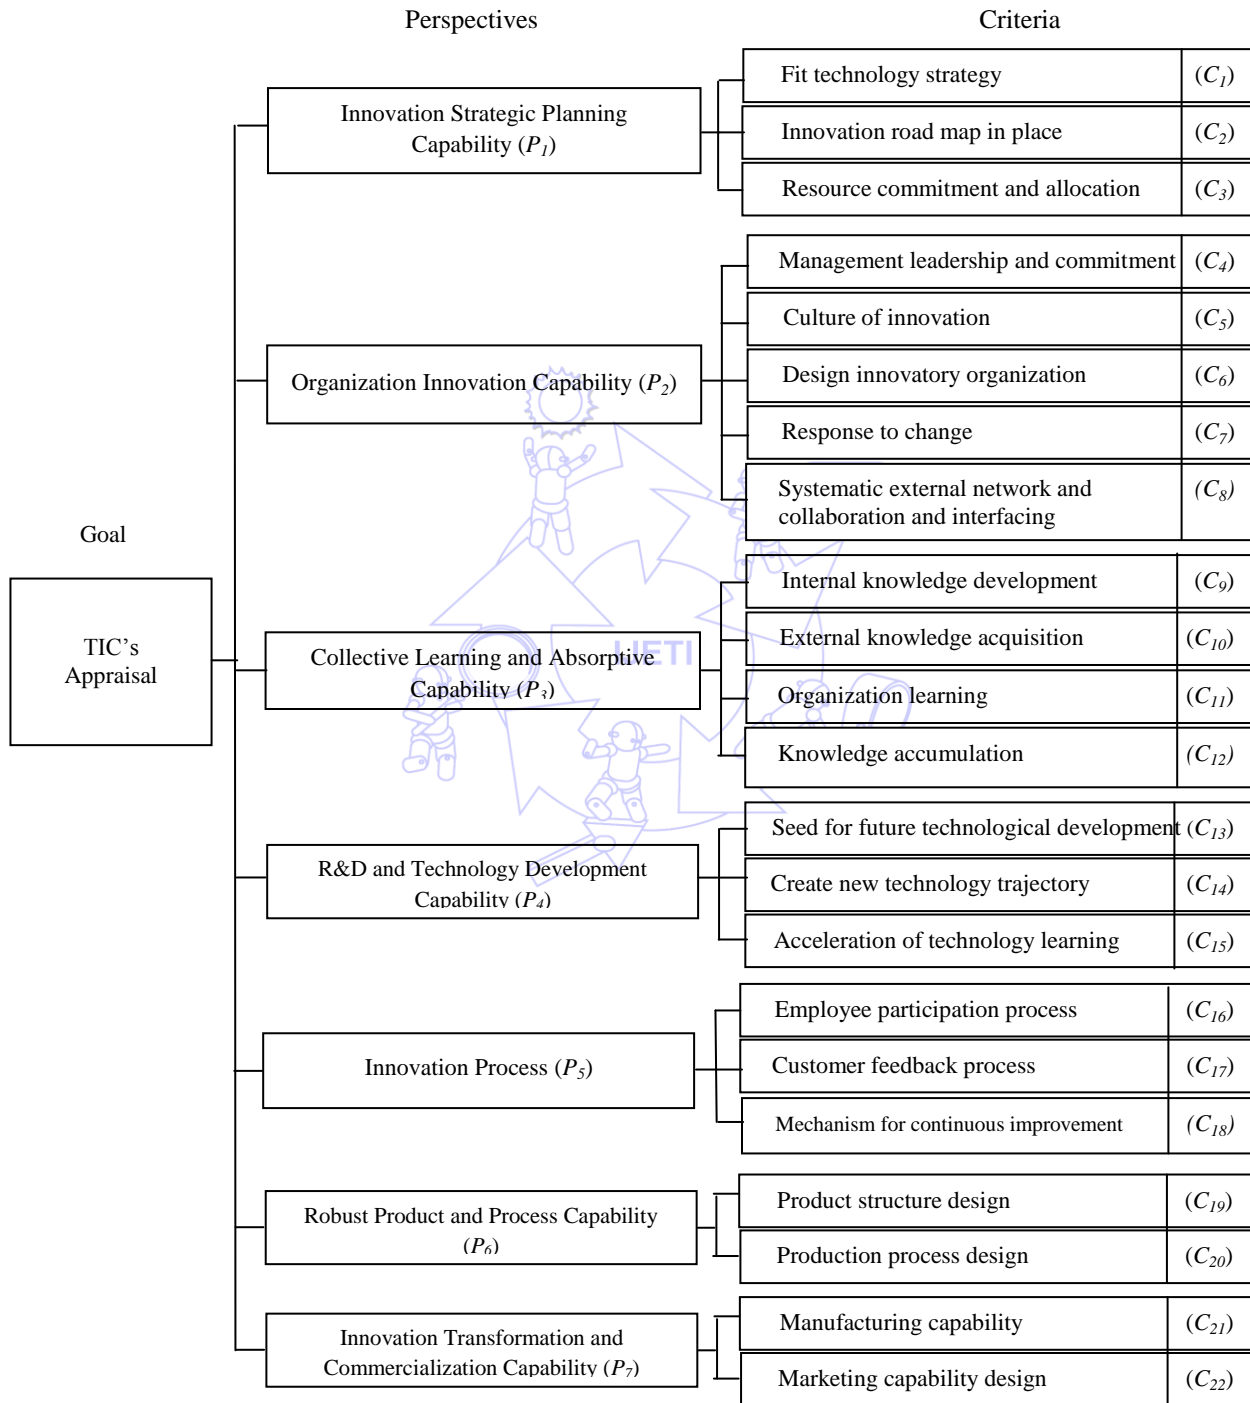 Perspectives
Criteria
Goal
TIC's
Appraisal
Innovation Strategic Planning
Capability (P1)
Fit technology strategy (C1)
Innovation road map in place (C2)
Resource commitment and allocation (C3)
Organization Innovation Capability (P2)
Management leadership and commitment (C4)
Culture of innovation (C5)
Design innovatory organization (C6)
Response to change (C7)
Systematic external network and (C8)
collaboration and interfacing
Collective Learning and Absorptive
Capability (P3)
Internal knowledge development (C9)
External knowledge acquisition (C10)
Organization learning (C11)
Knowledge accumulation (C12)
R&D and Technology Development
Capability (P4)
Seed for future technological development (C13)
Create new technology trajectory (C14)
Acceleration of technology learning (C15)
Innovation Process (P5)
Employee participation process (C16)
Customer feedback process (C17)
Mechanism for continuous improvement (C18)
Robust Product and Process Capability
(P6)
Product structure design (C19)
Production process design (C20)
Innovation Transformation and
Commercialization Capability (P7)
Manufacturing capability (C21)
Marketing capability design (C22)